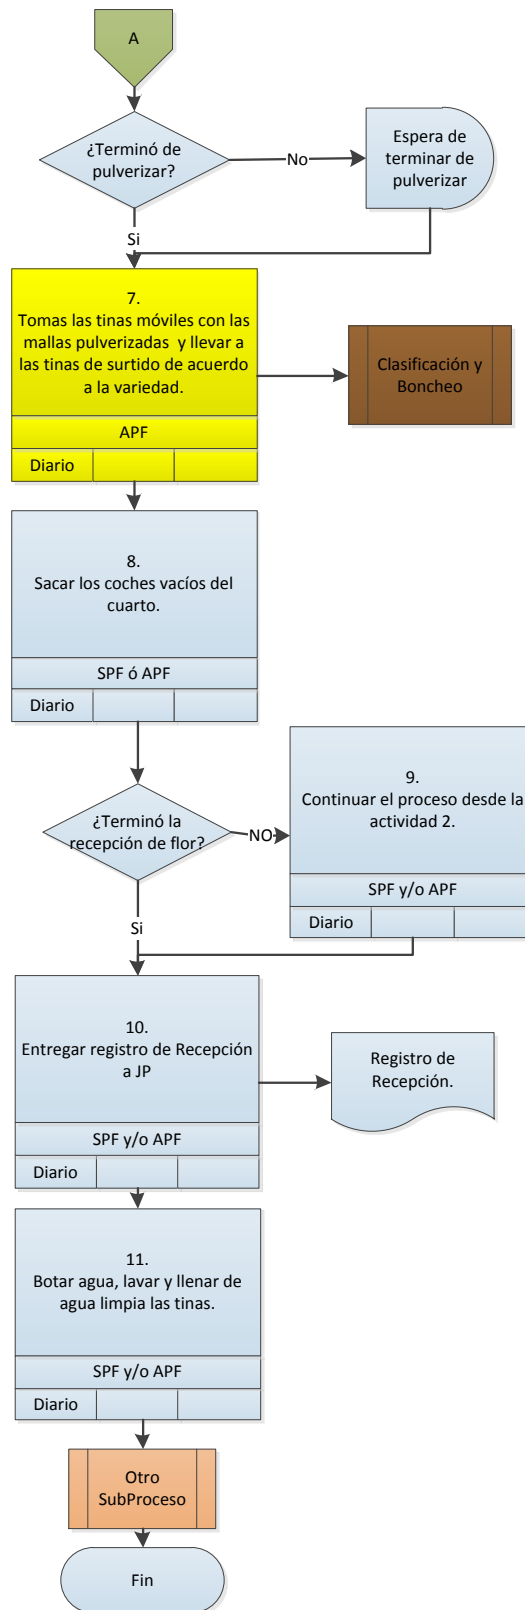 A
¿Terminó de
pulverizar?
No
Espera de
terminar de
pulverizar
Si
7.
Tomas las tinas móviles con las
mallas pulverizadas y llevar a
las tinas de surtido de acuerdo
a la variedad.
APF
Diario
Clasificación y
Boncheo
8.
Sacar los coches vacíos del
cuarto.
SPF ó APF
Diario
¿Terminó la
recepción de flor?
NO
9.
Continuar el proceso desde la
actividad 2.
SPF y/o APF
Diario
Si
10.
Entregar registro de Recepción
a JP
SPF y/o APF
Diario
Registro de
Recepción.
11.
Botar agua, lavar y llenar de
agua limpia las tinas.
SPF y/o APF
Diario
Otro
SubProceso
Fin